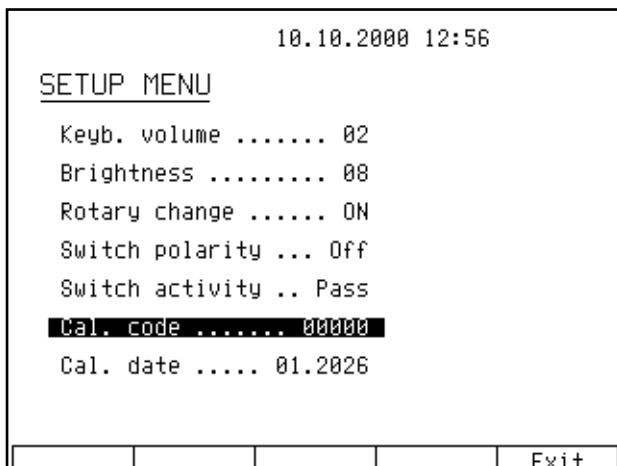 10.10.2000 12:56
SETUP MENU
Keyb. volume ....... 02
Brightness ......... 08
Rotary change ...... ON
Switch polarity ... Off
Switch activity .. Pass
Cal. code ....... 00000
Cal. date ..... 01.2026
Exit